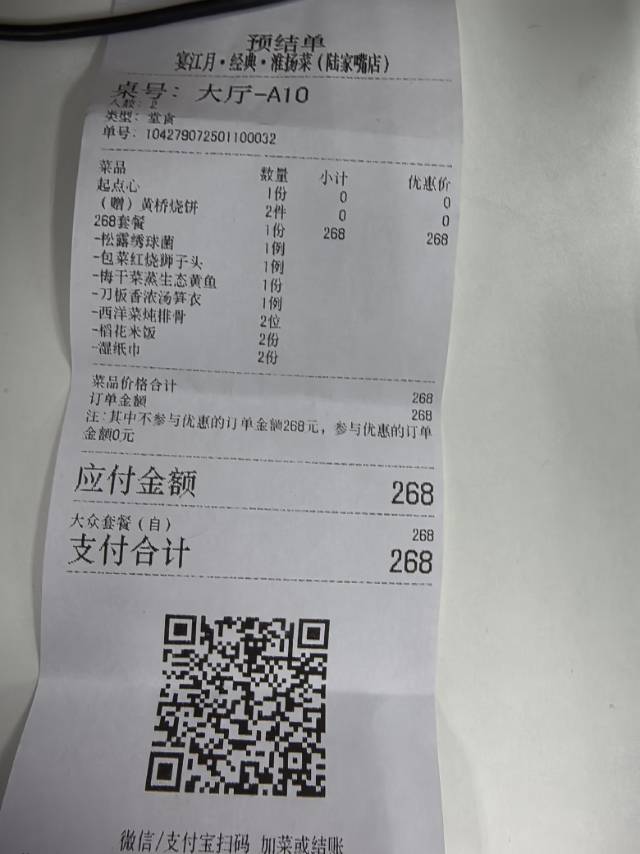 预结单
宴江月·经典·淮扬菜(陆家嘴店)
桌号: 大厅-A10
人数: 2
类型: 堂食
单号: 104279072501100032
菜品 数量 小计 优惠价
起点心 1份 0 0
(赠)黄桥烧饼 2件 0 0
268套餐 1份 268 268
-松露绣球菌 1例
-包菜红烧狮子头 1例
-梅干菜蒸生态黄鱼 1份
-刀板香浓汤笋衣 1例
-西洋菜炖排骨 2位
-稻花米饭 2份
-湿纸巾 2份
菜品价格合计 268
订单金额 268
注:其中不参与优惠的订单金额268元, 参与优惠的订单
金额0元
应付金额 268
大众套餐(自) 268
支付合计 268
微信/支付宝扫码 加菜或结账